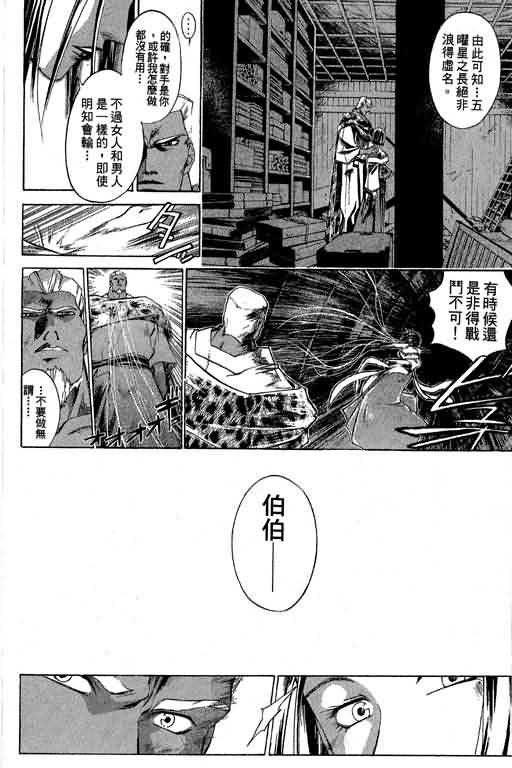 由此可知…五
曜星之長絕非
浪得虛名。
…
的確，對手是你
，或許我怎麼做
都沒有用…
不過女人和男人
是一樣的，即使
明知會輸…
有時候還
是非得戰
鬥不可！
…不要做無
謂……
伯
伯
—
…